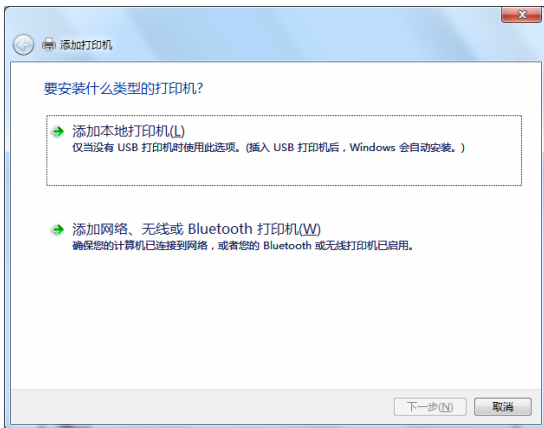 添加打印机
要安装什么类型的打印机?
添加本地打印机(L)
仅当没有 USB 打印机时使用此选项。(插入 USB 打印机后，Windows 会自动安装。)
添加网络、无线或 Bluetooth 打印机(W)
确保您的计算机已连接到网络，或者您的 Bluetooth 或无线打印机已启用。
下一步(N)
取消